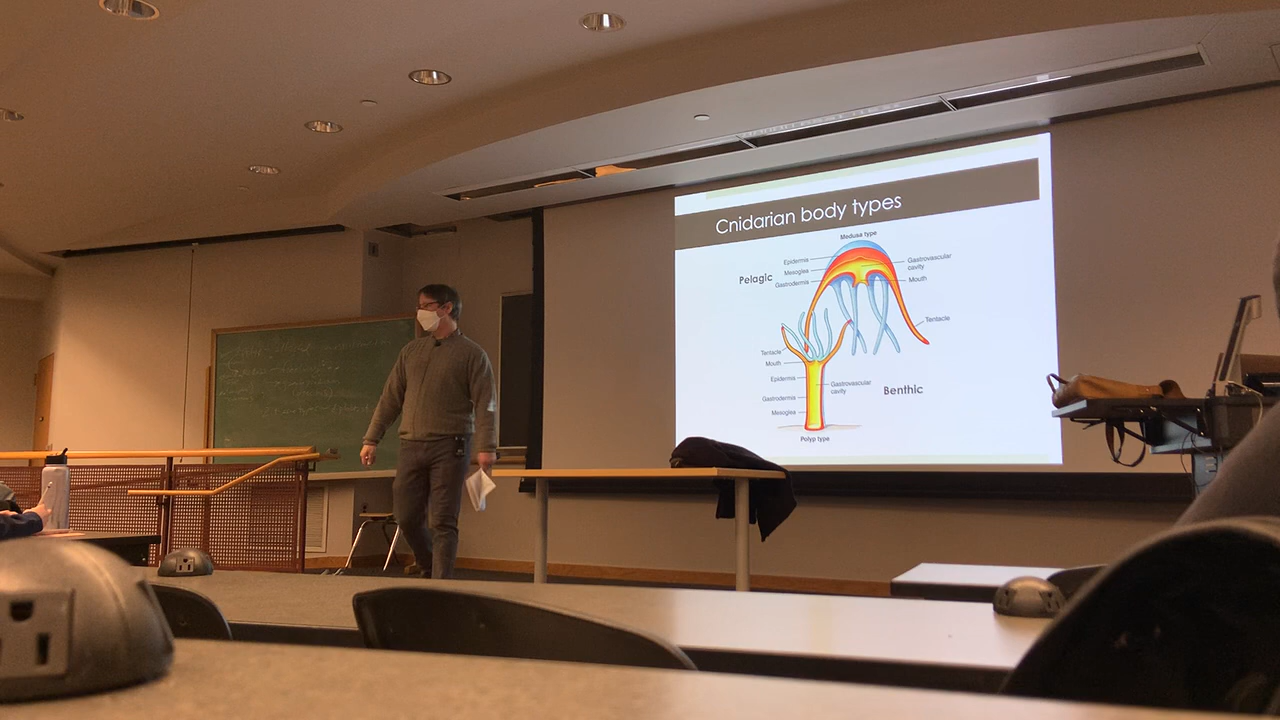 Cnidarian body types
Medusa type
Epidermis
Mesoglea
Gastrodermis
Pelagic
Gastrovascular
cavity
Mouth
Tentacle
Tentacle
Mouth
Epidermis
Gastrodermis
Mesoglea
Gastrovascular
cavity
Benthic
Polyp type